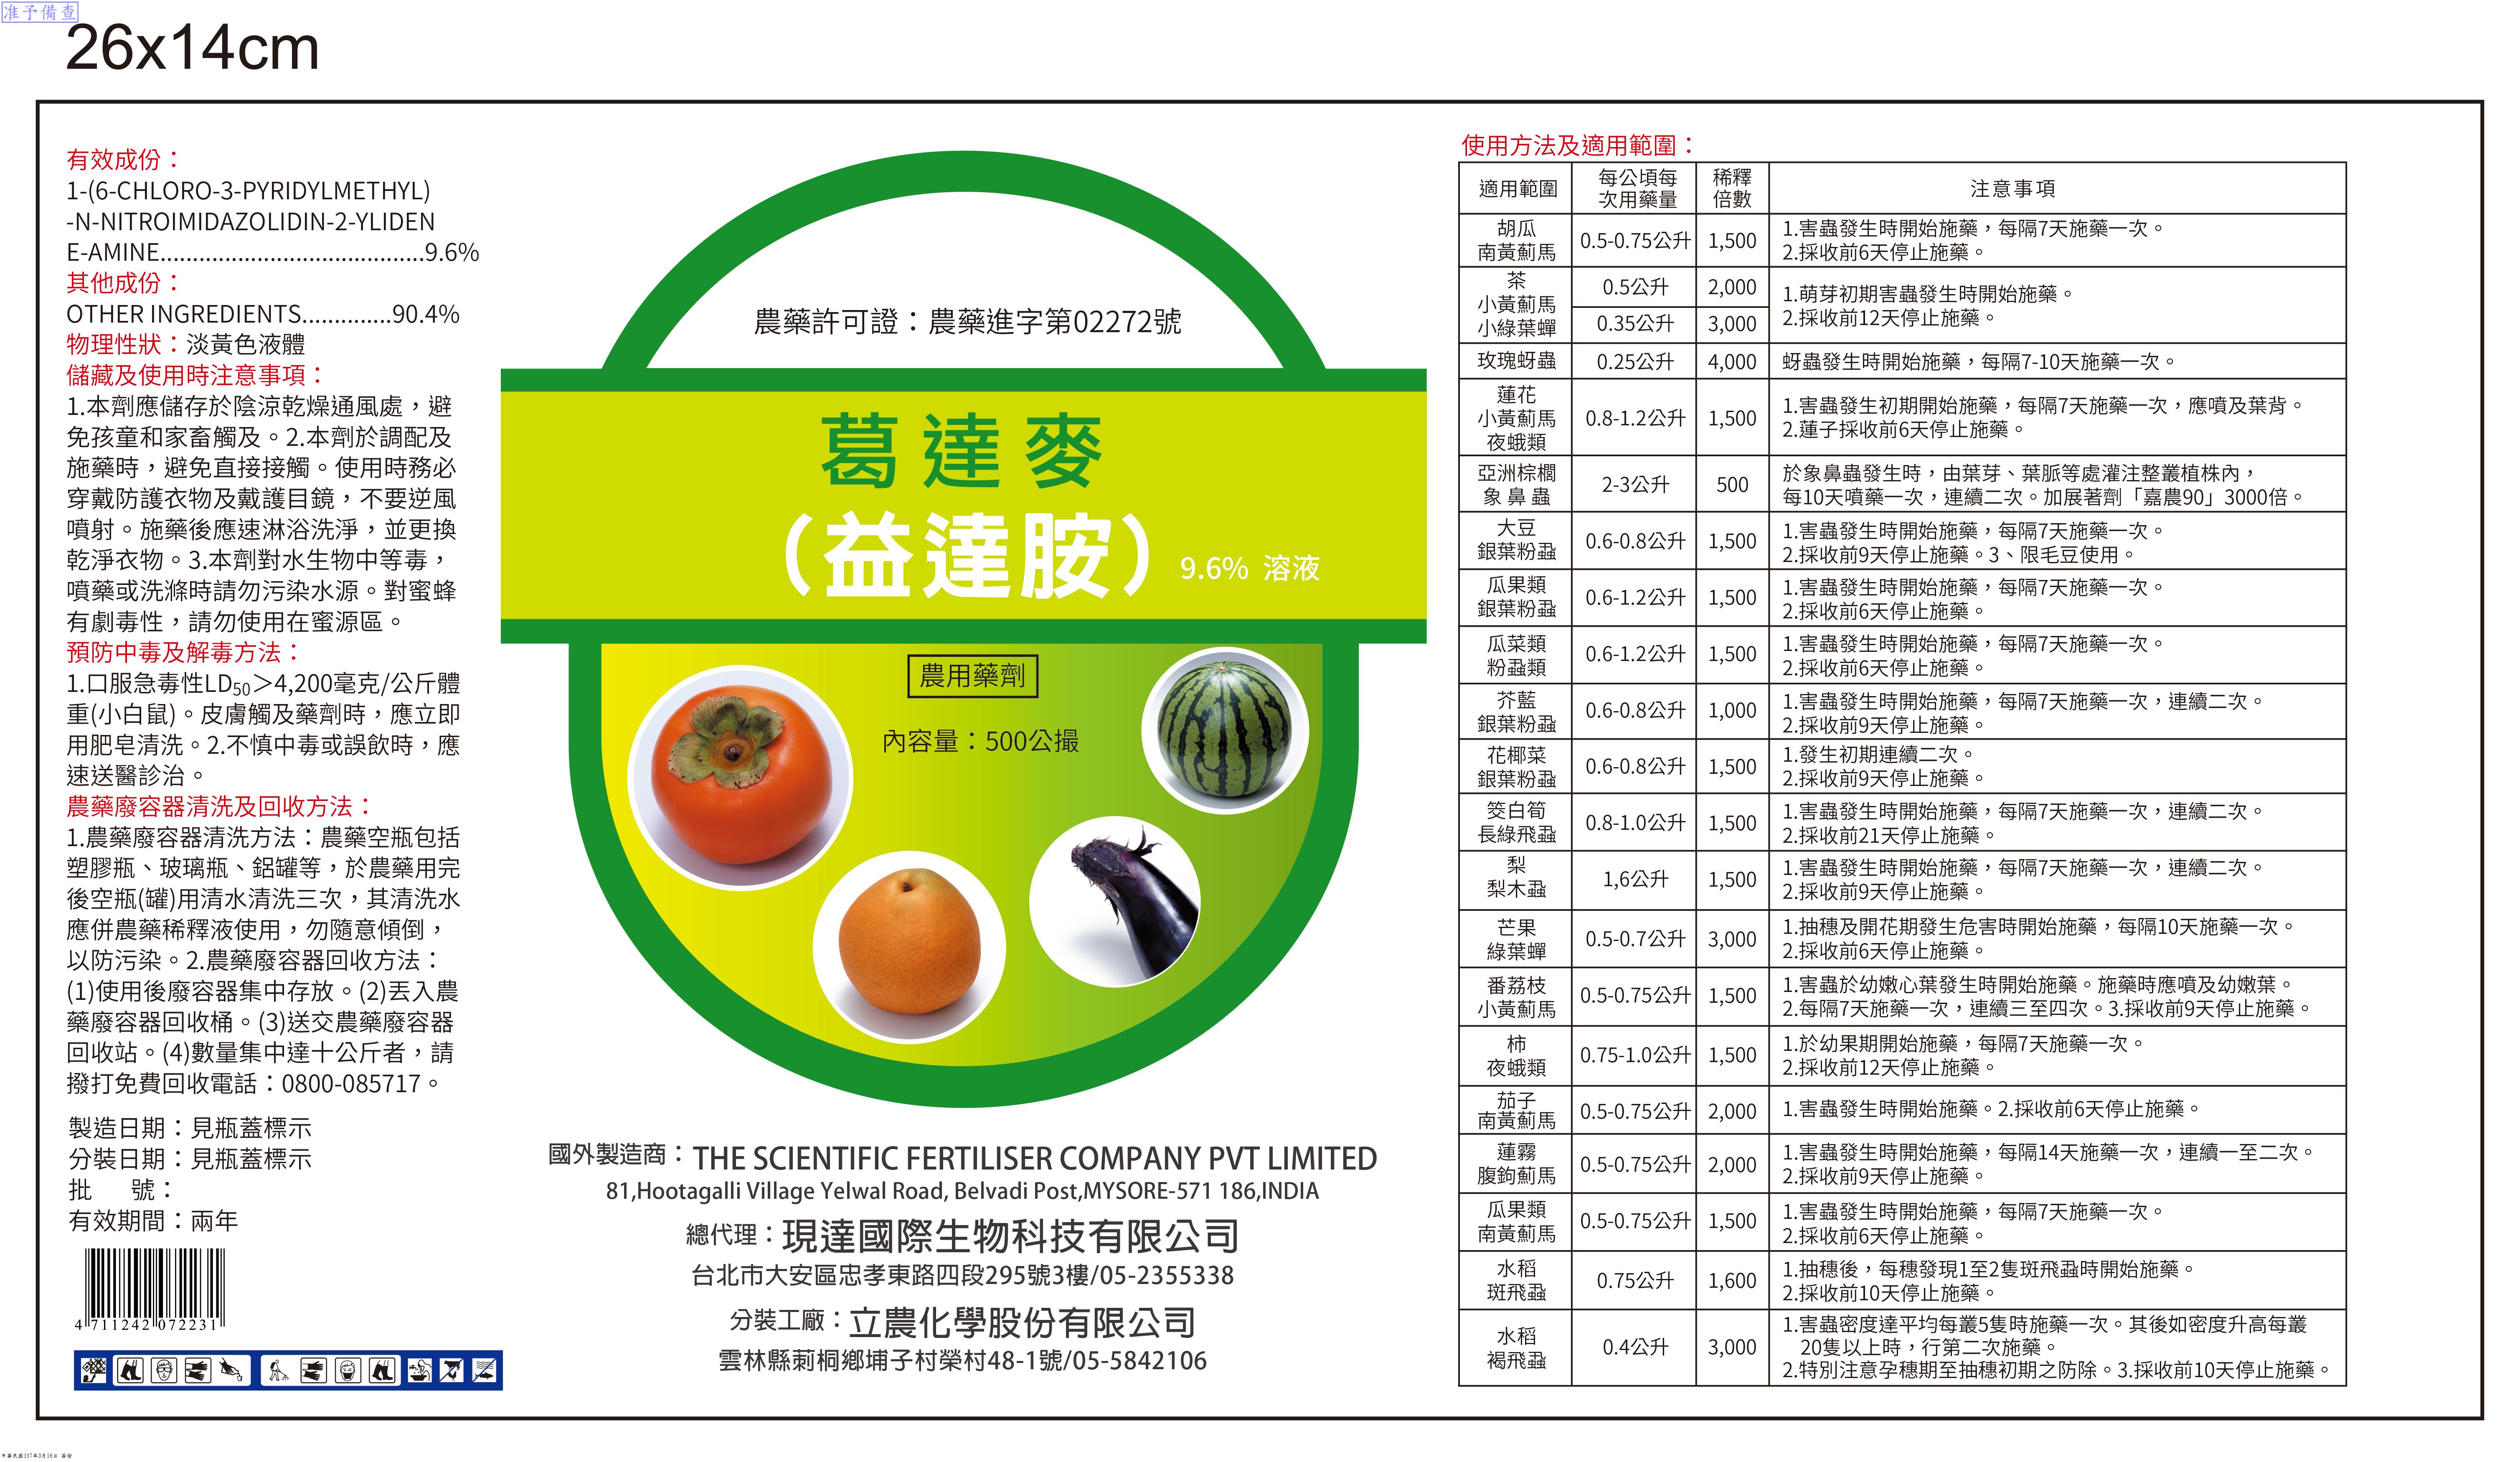 准予備查
26x14cm
有效成份：
1-(6-CHLORO-3-PYRIDYLMETHYL)
-N-NITROIMIDAZOLIDIN-2-YLIDEN
E-AMINE.........................................9.6%
其他成份：
OTHER INGREDIENTS..............90.4%
物理性狀：淡黃色液體
儲藏及使用時注意事項：
1.本劑應儲存於陰涼乾燥通風處，避
免孩童和家畜觸及。2.本劑於調配及
施藥時，避免直接接觸。使用時務必
穿戴防護衣物及戴護目鏡，不要逆風
噴射。施藥後應速淋浴洗淨，並更換
乾淨衣物。3.本劑對水生物中等毒，
噴藥或洗滌時請勿污染水源。對蜜蜂
有劇毒性，請勿使用在蜜源區。
預防中毒及解毒方法：
1.口服急毒性LD50＞4,200毫克/公斤體
重(小白鼠)。皮膚觸及藥劑時，應立即
用肥皂清洗。2.不慎中毒或誤飲時，應
速送醫診治。
農藥廢容器清洗及回收方法：
1.農藥廢容器清洗方法：農藥空瓶包括
塑膠瓶、玻璃瓶、鋁罐等，於農藥用完
後空瓶(罐)用清水清洗三次，其清洗水
應併農藥稀釋液使用，勿隨意傾倒，
以防污染。2.農藥廢容器回收方法：
(1)使用後廢容器集中存放。(2)丟入農
藥廢容器回收桶。(3)送交農藥廢容器
回收站。(4)數量集中達十公斤者，請
撥打免費回收電話：0800-085717。
製造日期：見瓶蓋標示
分裝日期：見瓶蓋標示
批　號：
有效期間：兩年
4 711242 072231
農藥許可證：農藥進字第02272號
葛達麥
（益達胺）9.6% 溶液
農用藥劑
內容量：500公撮
國外製造商：THE SCIENTIFIC FERTILISER COMPANY PVT LIMITED
81,Hootagalli Village Yelwal Road, Belvadi Post,MYSORE-571 186,INDIA
總代理：現達國際生物科技有限公司
台北市大安區忠孝東路四段295號3樓/05-2355338
分裝工廠：立農化學股份有限公司
雲林縣莿桐鄉埔子村榮村48-1號/05-5842106
使用方法及適用範圍：
適用範圍 每公頃每次用藥量 稀釋倍數 注意事項
胡瓜
南黃薊馬 0.5-0.75公升 1,500
1.害蟲發生時開始施藥，每隔7天施藥一次。
2.採收前6天停止施藥。
茶
小黃薊馬
小綠葉蟬
0.5公升 2,000
0.35公升 3,000
1.萌芽初期害蟲發生時開始施藥。
2.採收前12天停止施藥。
玫瑰蚜蟲 0.25公升 4,000 蚜蟲發生時開始施藥，每隔7-10天施藥一次。
蓮花
小黃薊馬
夜蛾類
0.8-1.2公升 1,500
1.害蟲發生初期開始施藥，每隔7天施藥一次，應噴及葉背。
2.蓮子採收前6天停止施藥。
亞洲棕櫚
象鼻蟲
2-3公升 500
於象鼻蟲發生時，由葉芽、葉脈等處灌注整叢植株內，
每10天噴藥一次，連續二次。加展著劑「嘉農90」3000倍。
大豆
銀葉粉蝨
0.6-0.8公升 1,500
1.害蟲發生時開始施藥，每隔7天施藥一次。
2.採收前9天停止施藥。3、限毛豆使用。
瓜果類
銀葉粉蝨
0.6-1.2公升 1,500
1.害蟲發生時開始施藥，每隔7天施藥一次。
2.採收前6天停止施藥。
瓜菜類
粉蝨類
0.6-1.2公升 1,500
1.害蟲發生時開始施藥，每隔7天施藥一次。
2.採收前6天停止施藥。
芥藍
銀葉粉蝨
0.6-0.8公升 1,000
1.害蟲發生時開始施藥，每隔7天施藥一次，連續二次。
2.採收前9天停止施藥。
花椰菜
銀葉粉蝨
0.6-0.8公升 1,500
1.發生初期連續二次。
2.採收前9天停止施藥。
筊白筍
長綠飛蝨
0.8-1.0公升 1,500
1.害蟲發生時開始施藥，每隔7天施藥一次，連續二次。
2.採收前21天停止施藥。
梨
梨木蝨
1,6公升 1,500
1.害蟲發生時開始施藥，每隔7天施藥一次，連續二次。
2.採收前9天停止施藥。
芒果
綠葉蟬
0.5-0.7公升 3,000
1.抽穗及開花期發生危害時開始施藥，每隔10天施藥一次。
2.採收前6天停止施藥。
番荔枝
小黃薊馬
0.5-0.75公升 1,500
1.害蟲於幼嫩心葉發生時開始施藥。施藥時應噴及幼嫩葉。
2.每隔7天施藥一次，連續三至四次。3.採收前9天停止施藥。
柿
夜蛾類
0.75-1.0公升 1,500
1.於幼果期開始施藥，每隔7天施藥一次。
2.採收前12天停止施藥。
茄子
南黃薊馬
0.5-0.75公升 2,000 1.害蟲發生時開始施藥。2.採收前6天停止施藥。
蓮霧
腹鉤薊馬
0.5-0.75公升 2,000
1.害蟲發生時開始施藥，每隔14天施藥一次，連續一至二次。
2.採收前9天停止施藥。
瓜果類
南黃薊馬
0.5-0.75公升 1,500
1.害蟲發生時開始施藥，每隔7天施藥一次。
2.採收前6天停止施藥。
水稻
斑飛蝨
0.75公升 1,600
1.抽穗後，每穗發現1至2隻斑飛蝨時開始施藥。
2.採收前10天停止施藥。
水稻
褐飛蝨
0.4公升 3,000
1.害蟲密度達平均每叢5隻時施藥一次。其後如密度升高每叢
20隻以上時，行第二次施藥。
2.特別注意孕穗期至抽穗初期之防除。3.採收前10天停止施藥。
中華民國107年3月16日 簽發